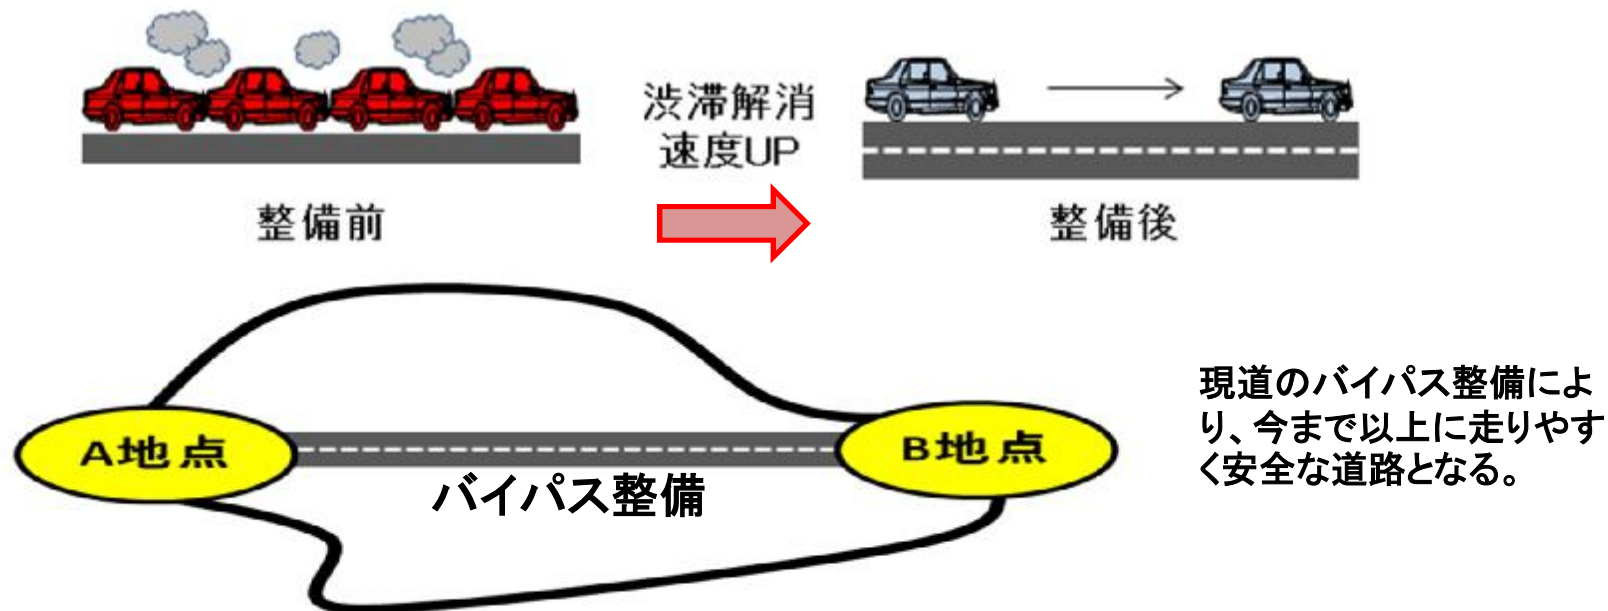 渋滞解消
速度UP
整備前
整備後
A地点
B地点
バイパス整備
現道のバイパス整備によ
り、今まで以上に走りやす
く安全な道路となる。